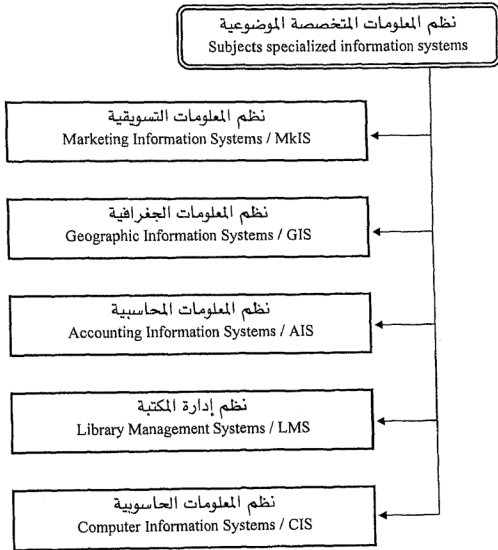 نظم المعلومات المتخصصة الموضوعية
Subjects specialized information systems
نظم المعلومات التسويقية
Marketing Information Systems / MkIS
نظم المعلومات الجغرافية
Geographic Information Systems / GIS
نظم المعلومات المحاسبية
Accounting Information Systems / AIS
نظم إدارة المكتبة
Library Management Systems / LMS
نظم المعلومات الحاسوبية
Computer Information Systems / CIS